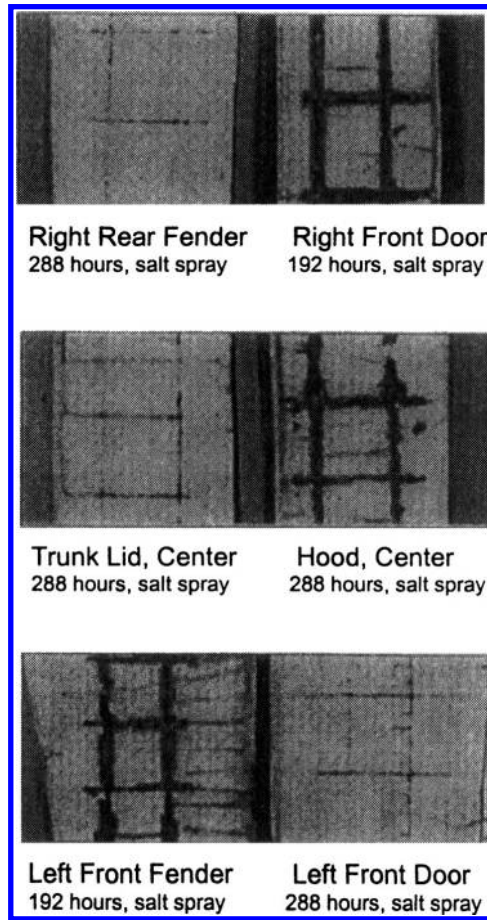 Right Rear Fender
288 hours, salt spray
Right Front Door
192 hours, salt spray
Trunk Lid, Center
288 hours, salt spray
Hood, Center
288 hours, salt spray
Left Front Fender
192 hours, salt spray
Left Front Door
288 hours, salt spray